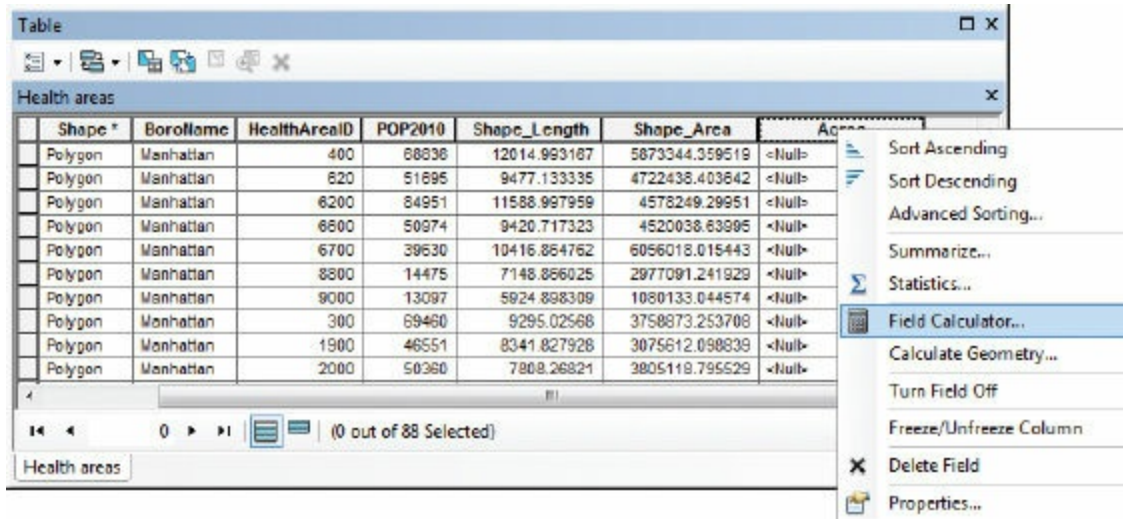 Table
Health areas
Shape * BoroName HealthAreaID POP2010 Shape_Length Shape_Area Acres
Polygon Manhattan 400 68836 12014.993167 5873344.359519 <Null>
Polygon Manhattan 620 51695 9477.133335 4722438.403642 <Null>
Polygon Manhattan 6200 84951 11588.997959 4578249.29951 <Null>
Polygon Manhattan 6600 50974 9420.717323 4520038.63995 <Null>
Polygon Manhattan 6700 39630 10416.864762 6056018.015443 <Null>
Polygon Manhattan 8800 14475 7148.866025 2977091.241929 <Null>
Polygon Manhattan 9000 13097 5924.898309 1080133.044574 <Null>
Polygon Manhattan 300 69460 9295.02568 3758873.253708 <Null>
Polygon Manhattan 1900 46551 8341.827928 3075612.098839 <Null>
Polygon Manhattan 2000 50360 7808.26821 3805118.795529 <Null>
0 (0 out of 88 Selected)
Health areas
Sort Ascending
Sort Descending
Advanced Sorting...
Summarize...
Statistics...
Field Calculator...
Calculate Geometry...
Turn Field Off
Freeze/Unfreeze Column
Delete Field
Properties...